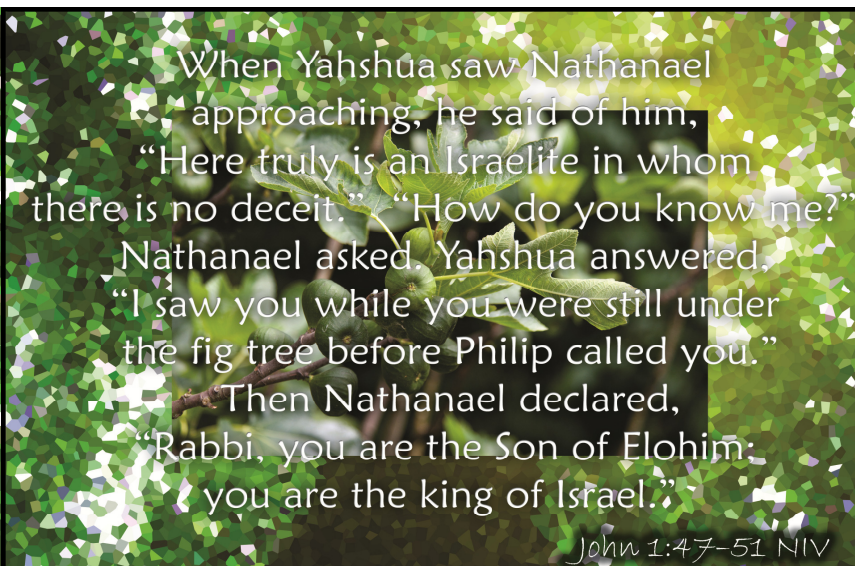 When Yahshua saw Nathanael
approaching, he said of him,
“Here truly is an Israelite in whom
there is no deceit.” “How do you know me?”
Nathanael asked. Yahshua answered,
“I saw you while you were still under
the fig tree before Philip called you.”
Then Nathanael declared,
“Rabbi, you are the Son of Elohim;
you are the king of Israel.”
John 1:47-51 NIV